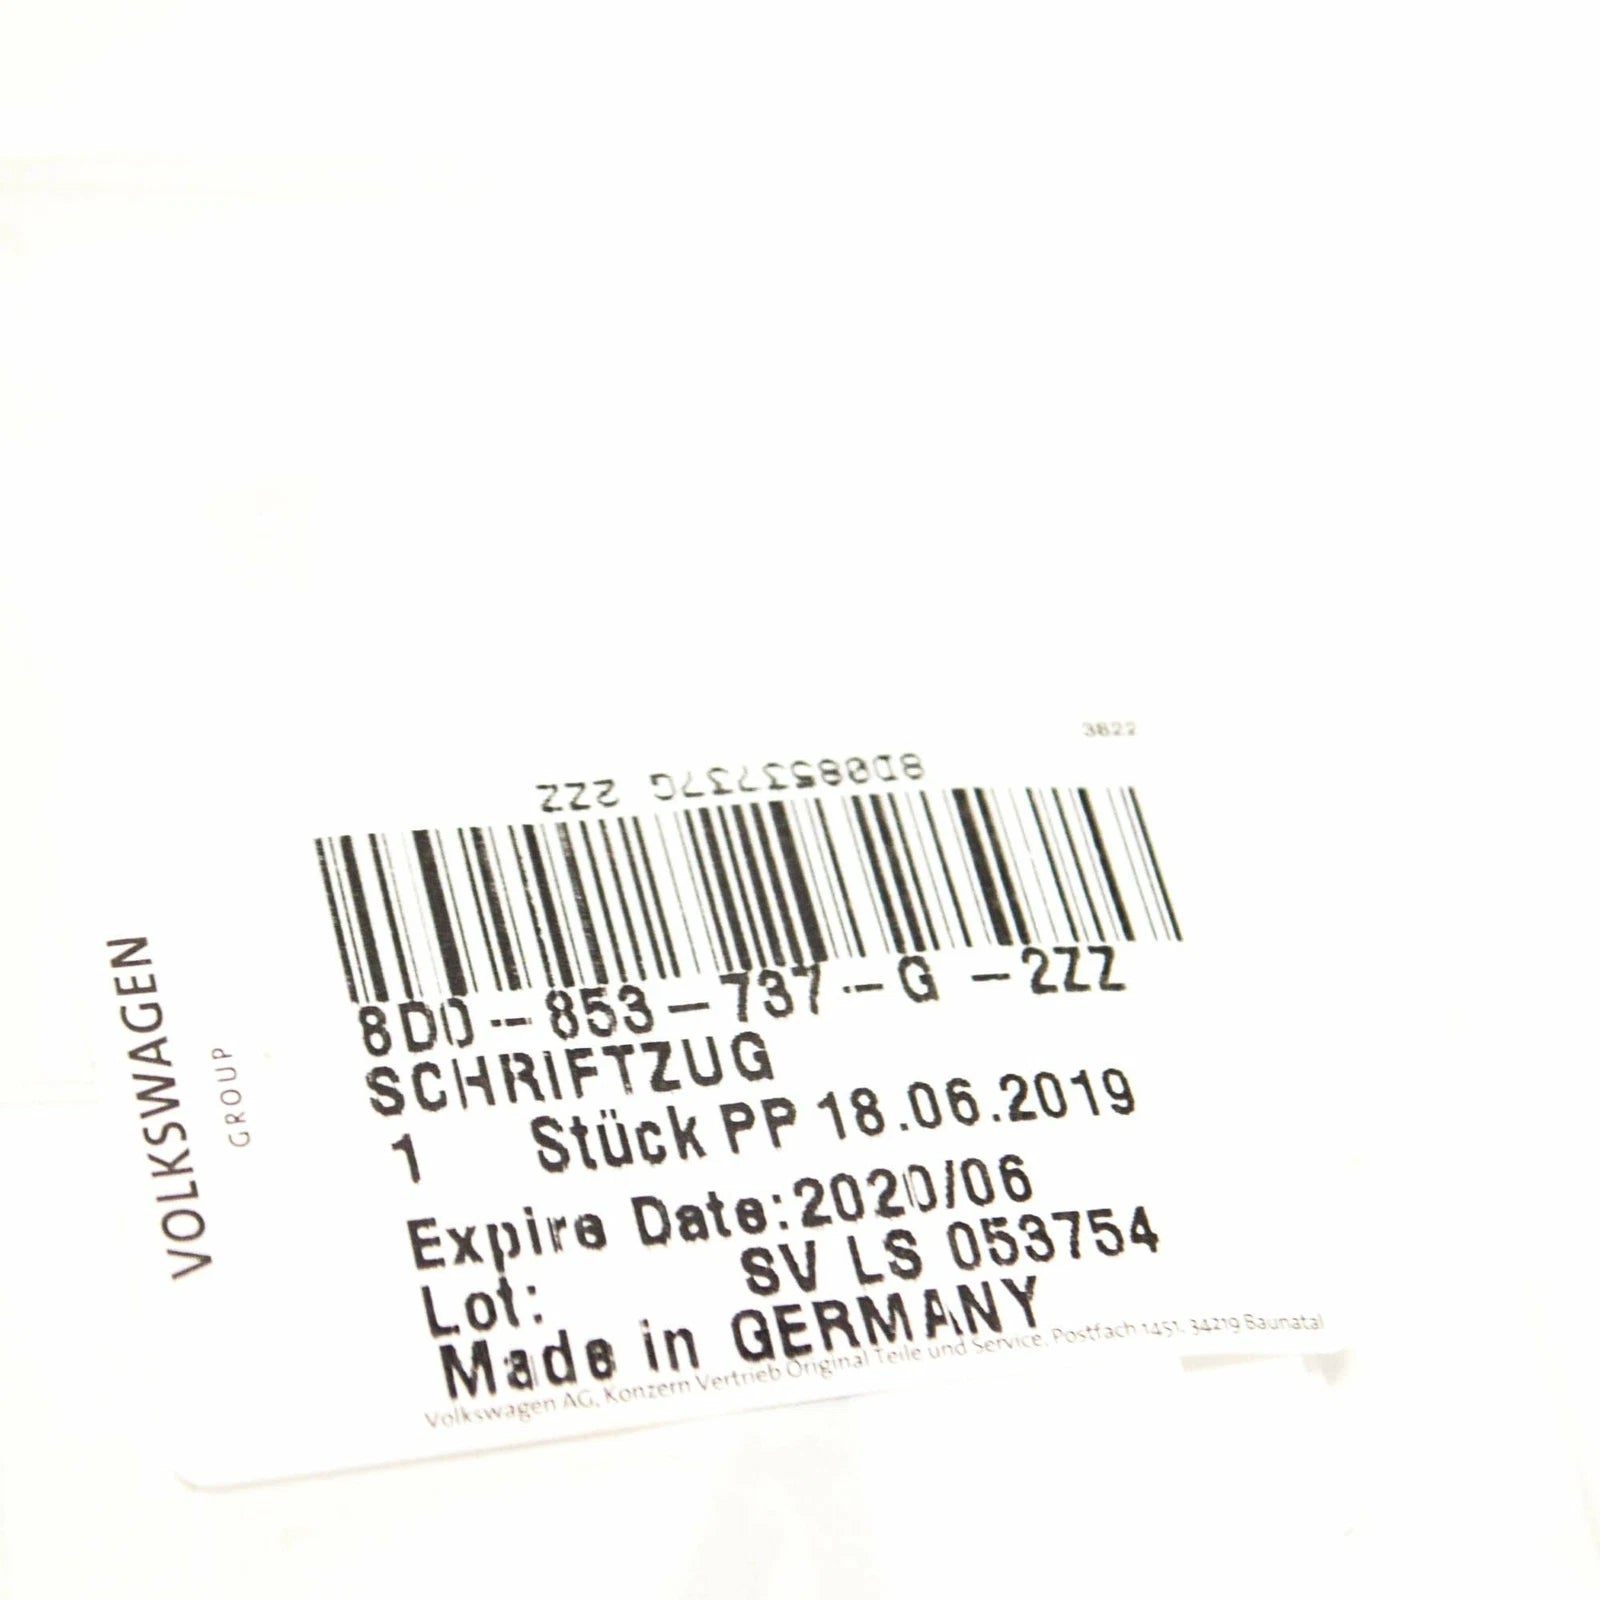 3622
8D0853737G 2ZZ
8D0-853-737-G -2ZZ
SCHRIFTZUG
1 Stück PP 18.06.2019
Expire Date:2020/06
Lot: SV LS 053754
Made in GERMANY
Volkswagen AG, Konzern Vertrieb Original Teile und Service, Postfach 1451, 34219 Baunatal
VOLKSWAGEN
GROUP